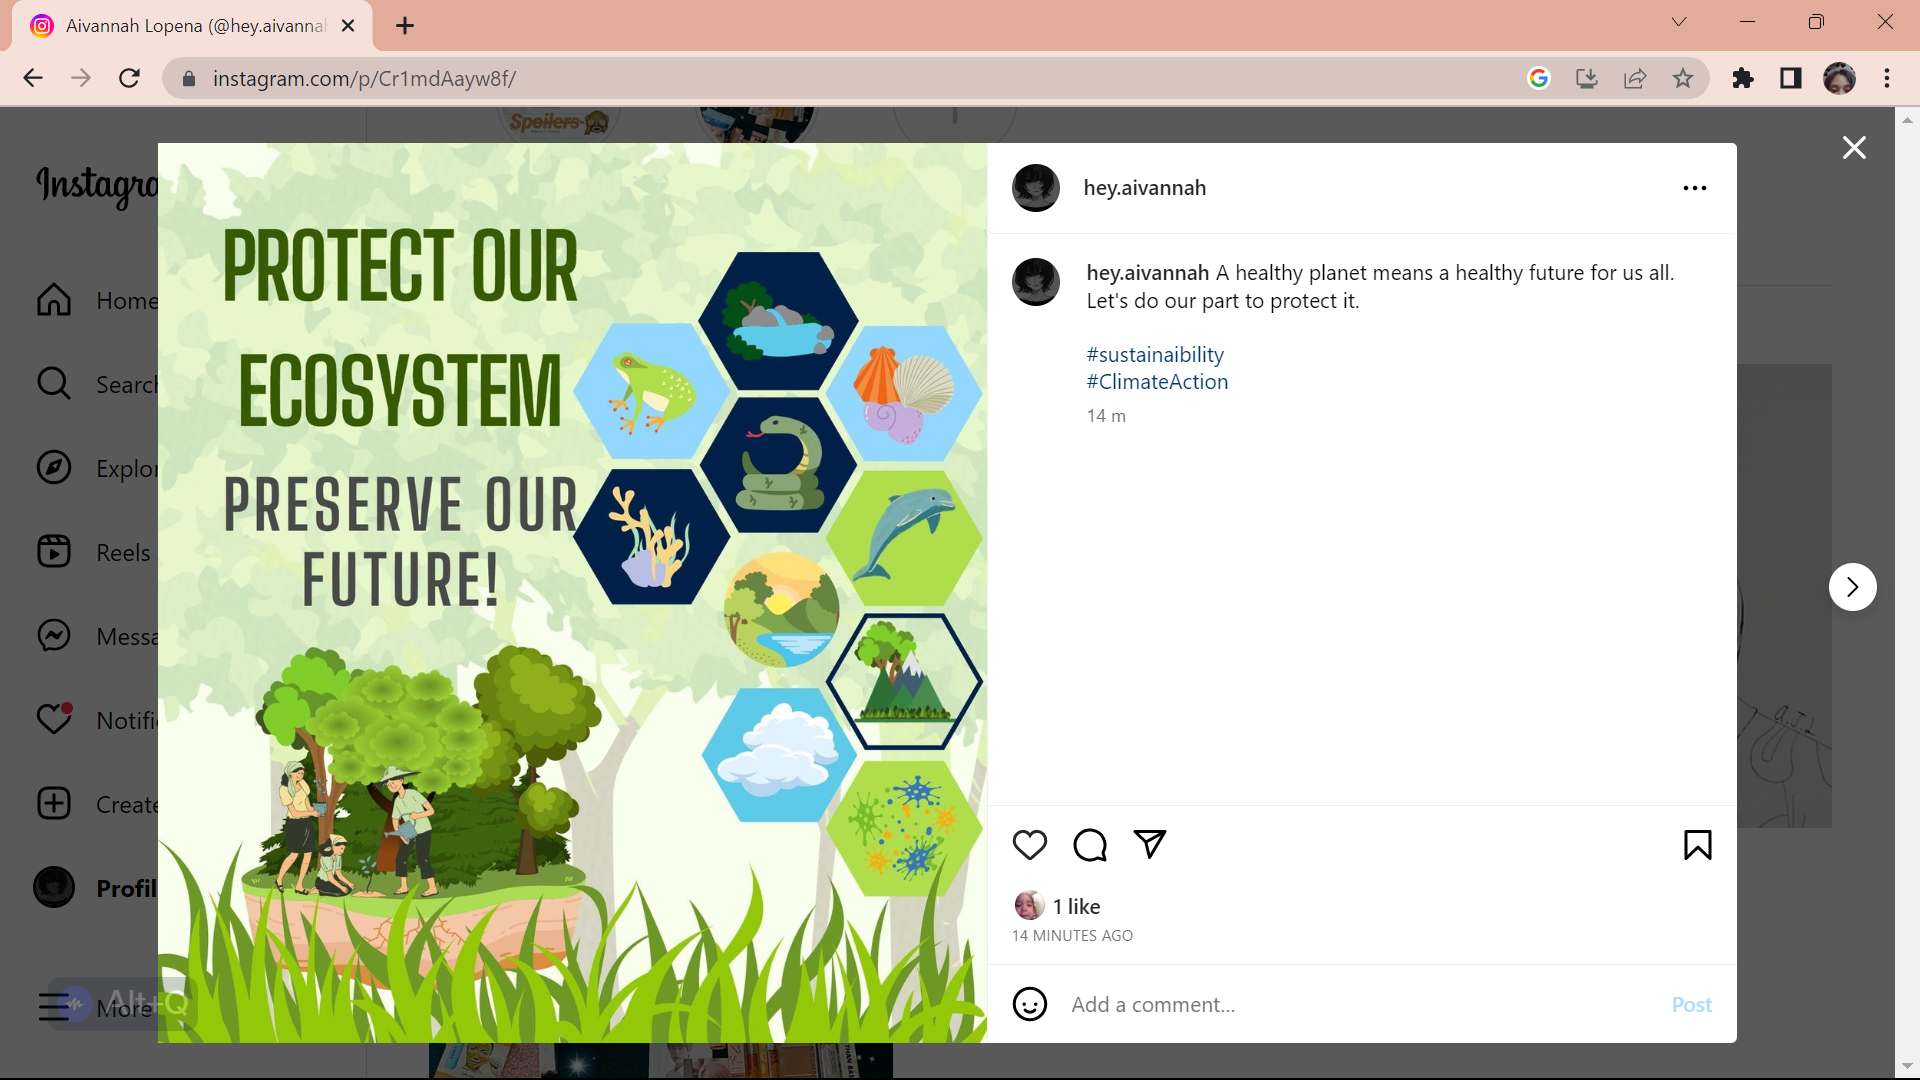 Aivannah Lopena (@hey.aivannah
instagram.com/p/Cr1mdAayw8f/
Spoilers
Instagra
Home
Search
Explor
Reels
Messa
Notifi
Create
Profil
More
Alt+Q
PROTECT OUR
ECOSYSTEM
PRESERVE OUR
FUTURE!
hey.aivannah
hey.aivannah A healthy planet means a healthy future for us all.
Let's do our part to protect it.
#sustainaibility
#ClimateAction
14 m
1 like
14 MINUTES AGO
Add a comment...
Post